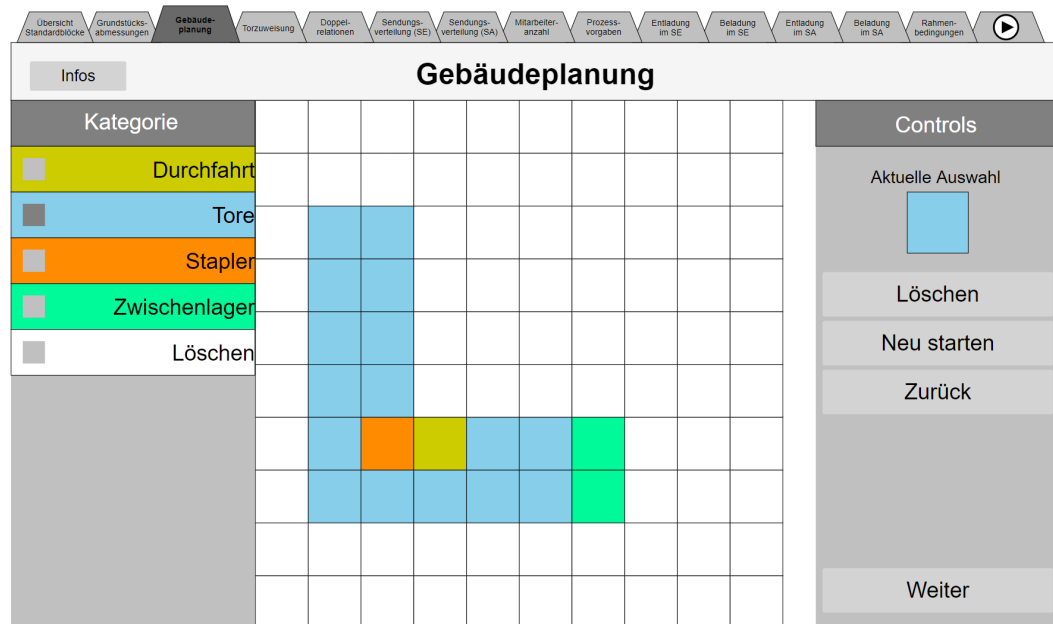 Übersicht
Standardblöcke
Grundstücks-
abmessungen
Gebäude-
planung
Torzuweisung
Doppel-
relationen
Sendungs-
verteilung (SE)
Sendungs-
verteilung (SA)
Mitarbeiter-
anzahl
Prozess-
vorgaben
Entladung
im SE
Beladung
im SE
Entladung
im SA
Beladung
im SA
Rahmen-
bedingungen
Infos
Gebäudeplanung
Kategorie
Durchfahrt
Tore
Stapler
Zwischenlager
Löschen
Controls
Aktuelle Auswahl
Löschen
Neu starten
Zurück
Weiter